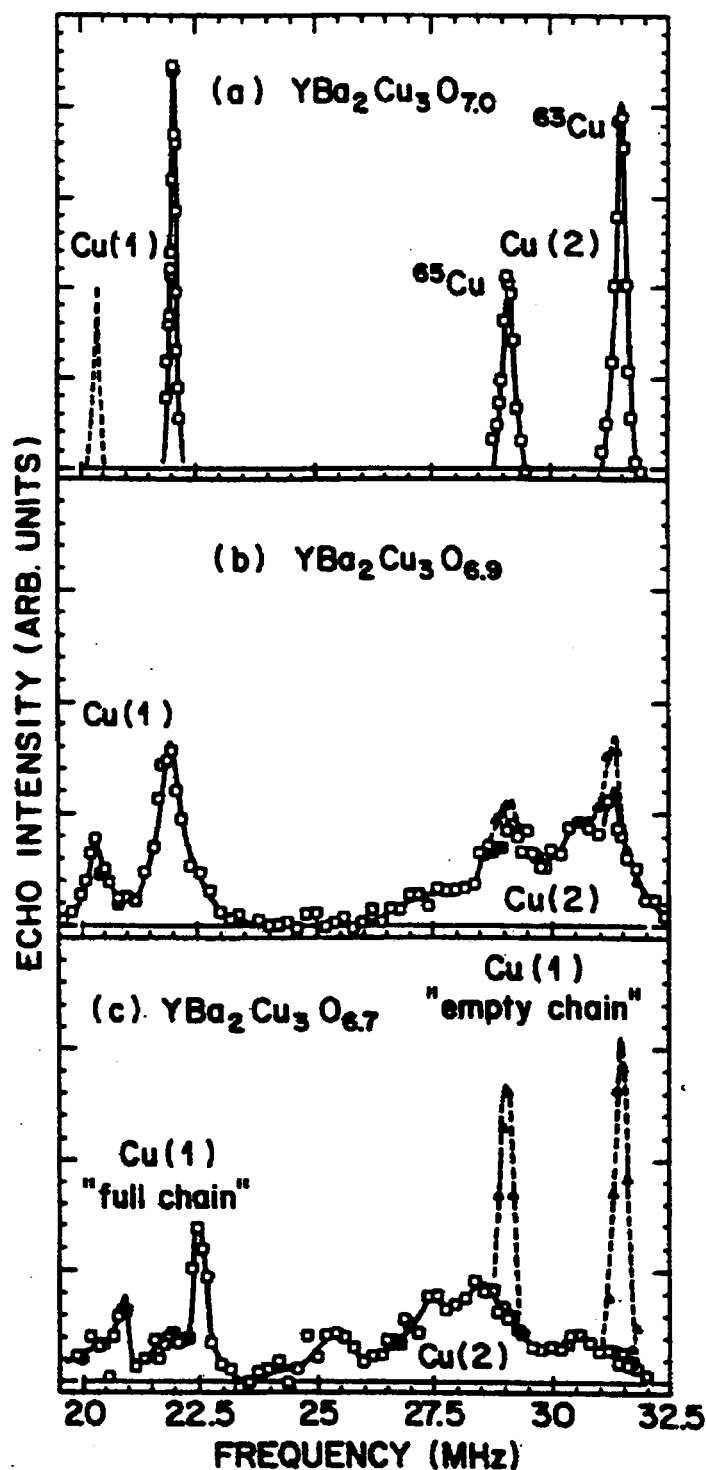 (a) YBa₂Cu₃O₇.₀
⁶³Cu
Cu(1)
Cu(2)
⁶⁵Cu
(b) YBa₂Cu₃O₆.₉
Cu(1)
Cu(2)
Cu(1)
"empty chain"
(c) YBa₂Cu₃O₆.₇
Cu(1)
"full chain"
Cu(2)
ECHO INTENSITY (ARB. UNITS)
20 22.5 25 27.5 30 32.5
FREQUENCY (MHz)